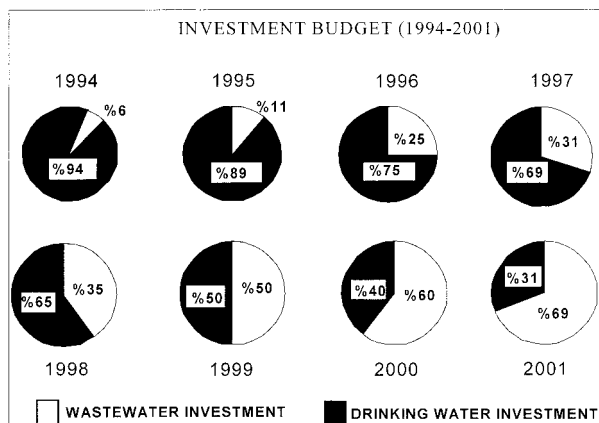 INVESTMENT BUDGET (1994-2001)
1994 1995 1996 1997
%6 %94
%11 %89
%25 %75
%31 %69
%65 %35
%50 %50
%40 %60
%31 %69
1998 1999 2000 2001
WASTEWATER INVESTMENT DRINKING WATER INVESTMENT